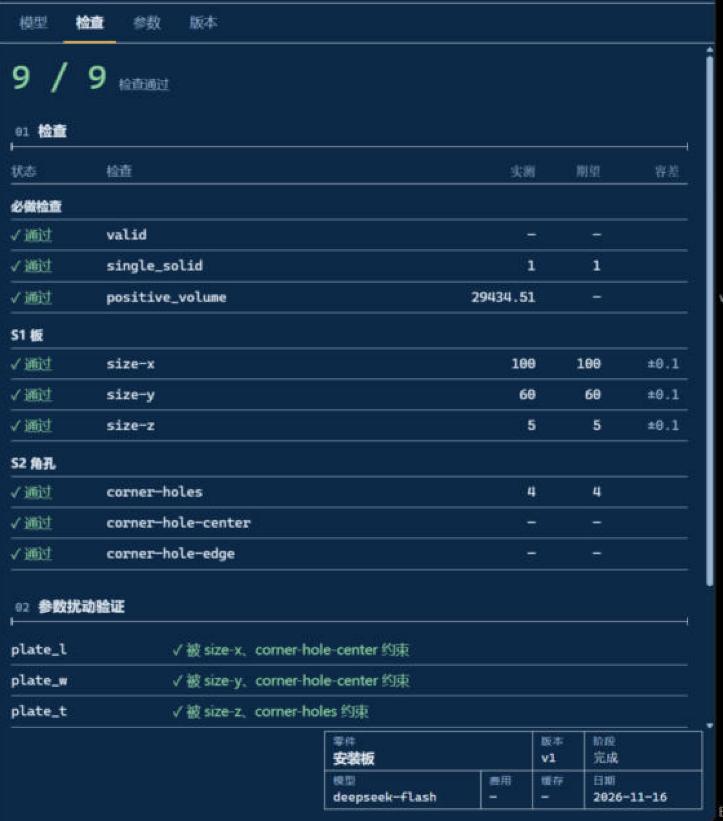 模型 检查 参数 版本
9 / 9 检查通过
01 检查
状态 检查 实测 期望 容差
必做检查
✓ 通过 valid — —
✓ 通过 single_solid 1 1
✓ 通过 positive_volume 29434.51 —
S1 板
✓ 通过 size-x 100 100 ±0.1
✓ 通过 size-y 60 60 ±0.1
✓ 通过 size-z 5 5 ±0.1
S2 角孔
✓ 通过 corner-holes 4 4
✓ 通过 corner-hole-center — —
✓ 通过 corner-hole-edge — —
02 参数扰动验证
plate_l ✓ 被 size-x、corner-hole-center 约束
plate_w ✓ 被 size-y、corner-hole-center 约束
plate_t ✓ 被 size-z、corner-holes 约束
零件 版本 阶段
安装板 v1 完成
模型 费用 缓存 日期
deepseek-flash — — 2026-11-16